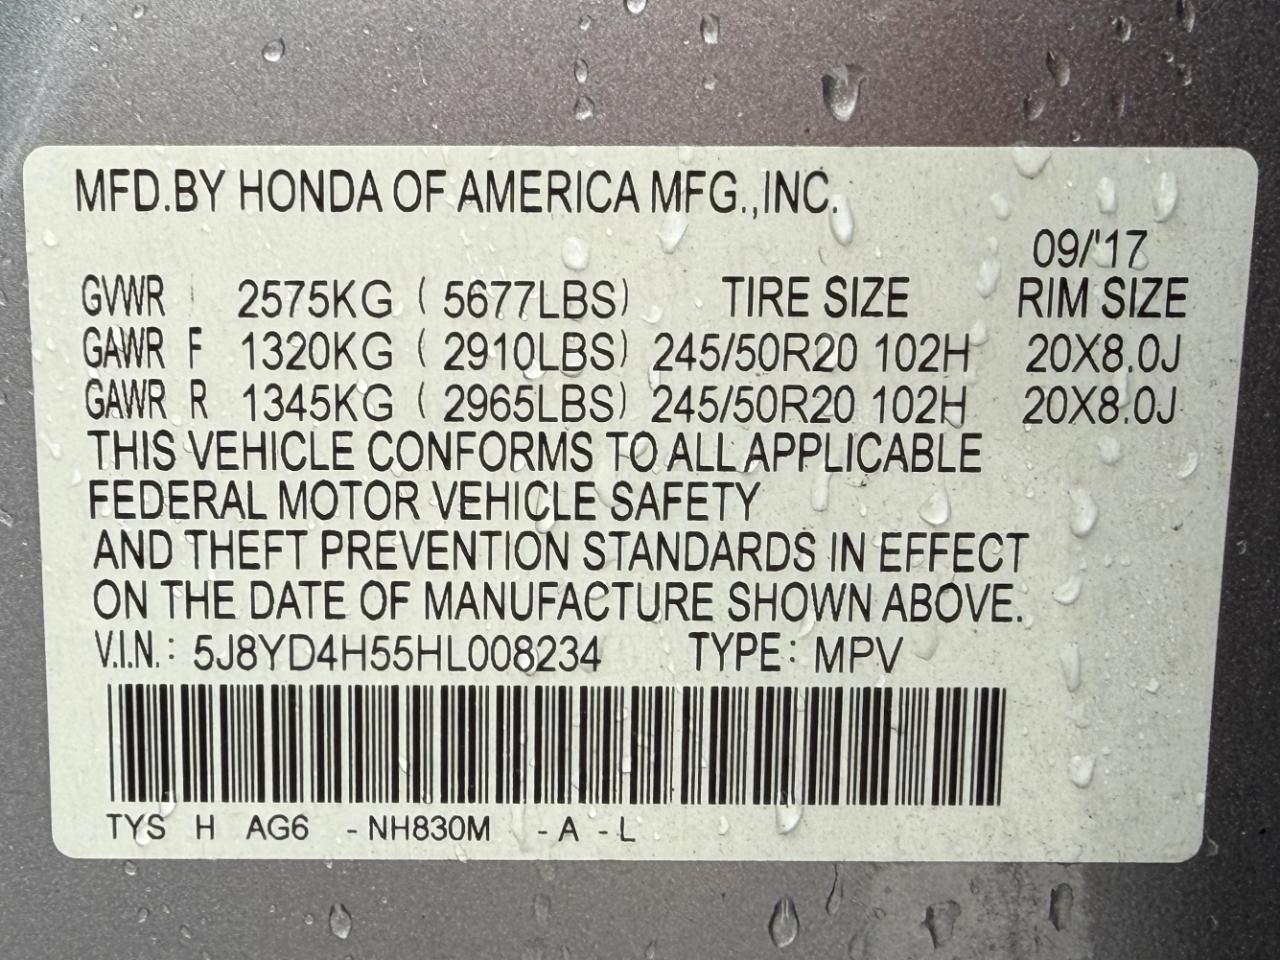 MFD.BY HONDA OF AMERICA MFG.,INC.
09/'17
GVWR 2575KG ( 5677LBS) TIRE SIZE RIM SIZE
GAWR F 1320KG ( 2910LBS) 245/50R20 102H 20X8.0J
GAWR R 1345KG ( 2965LBS) 245/50R20 102H 20X8.0J
THIS VEHICLE CONFORMS TO ALL APPLICABLE
FEDERAL MOTOR VEHICLE SAFETY
AND THEFT PREVENTION STANDARDS IN EFFECT
ON THE DATE OF MANUFACTURE SHOWN ABOVE.
V.I.N.: 5J8YD4H55HL008234 TYPE: MPV
TYS H AG6 -NH830M -A -L